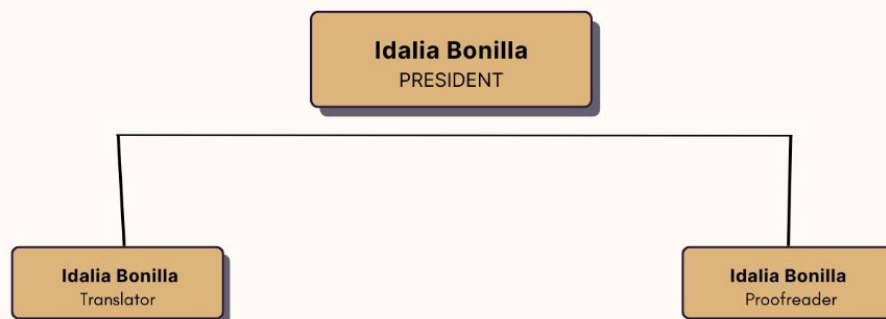 Idalia Bonilla
PRESIDENT
Idalia Bonilla
Translator
Idalia Bonilla
Proofreader